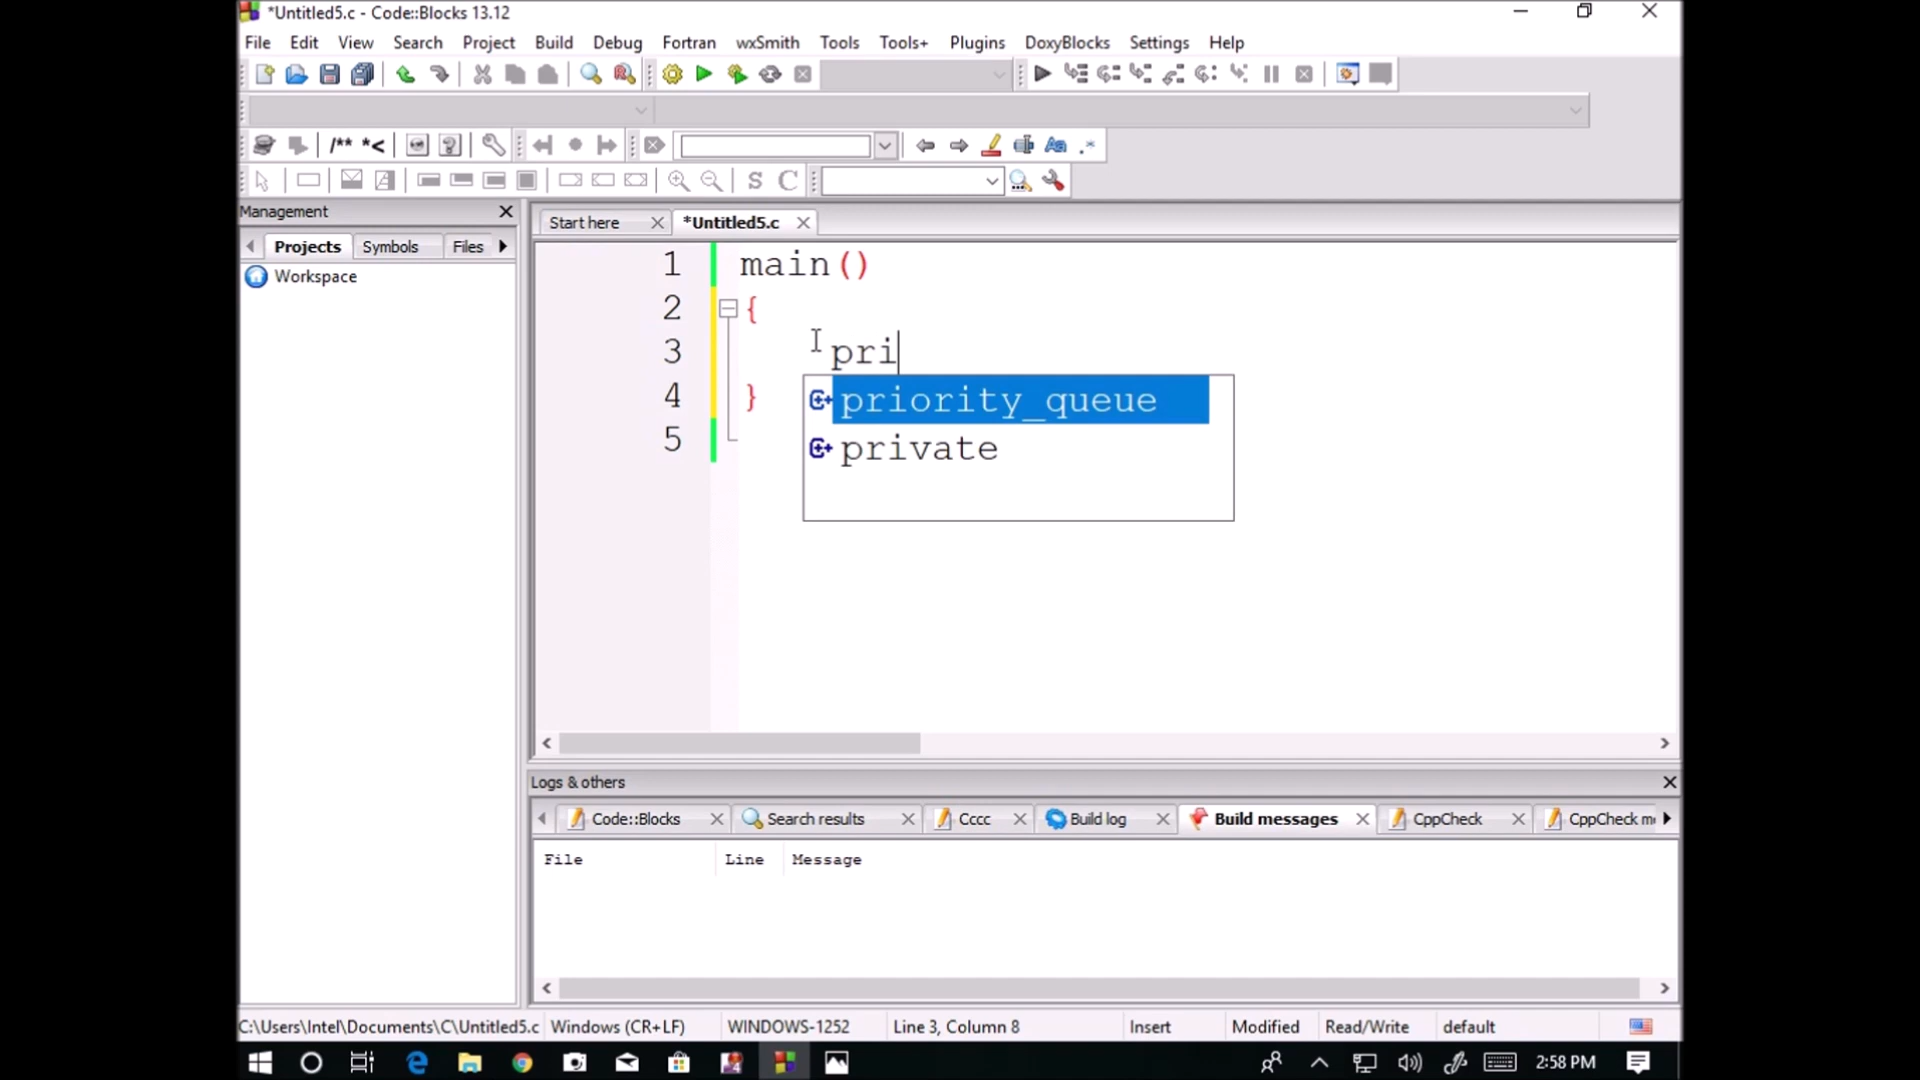 *Untitled5.c - Code::Blocks 13.12
File Edit View Search Project Build Debug Fortran wxSmith Tools Tools+ Plugins DoxyBlocks Settings Help
/** *<
S C
Management
Projects Symbols Files
Workspace
Start here *Untitled5.c
1 main()
2 {
3 pri
priority_queue
4 }
private
5
Logs & others
Code::Blocks Search results Cccc Build log Build messages CppCheck CppCheck m
File Line Message
C:\Users\Intel\Documents\C\Untitled5.c Windows (CR+LF) WINDOWS-1252 Line 3, Column 8 Insert Modified Read/Write default
2:58 PM